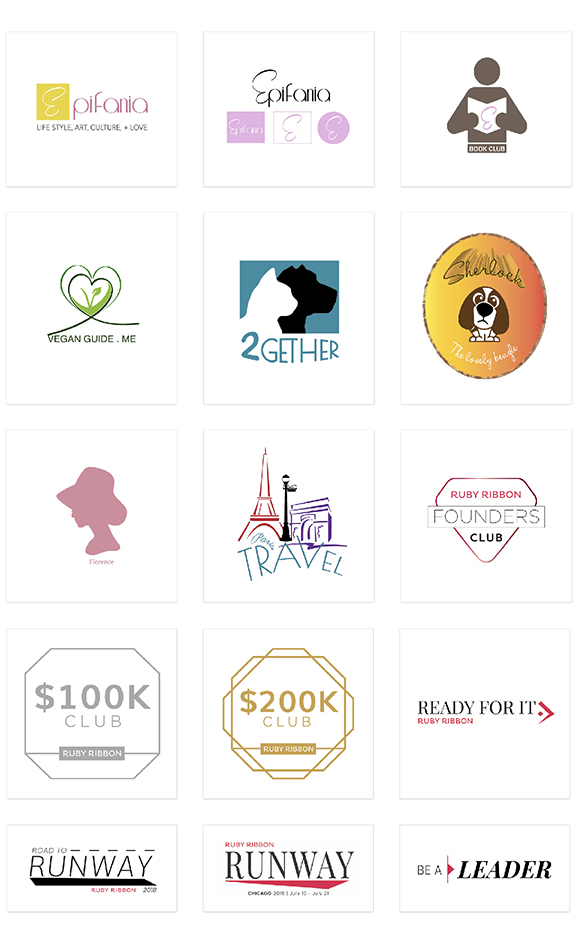 Epifania
LIFE STYLE, ART, CULTURE, + LOVE
Epifania
Epifania
E
E
E
BOOK CLUB
VEGAN GUIDE . ME
2GETHER
Sherlock
The lovely beagle
Florence
Paris
TRAVEL
RUBY RIBBON
FOUNDERS
CLUB
$100K
CLUB
RUBY RIBBON
$200K
CLUB
RUBY RIBBON
READY FOR IT
RUBY RIBBON
ROAD TO
RUNWAY
RUBY RIBBON 2018
RUBY RIBBON
RUNWAY
CHICAGO 2018 | July 19 - July 21
BE A LEADER